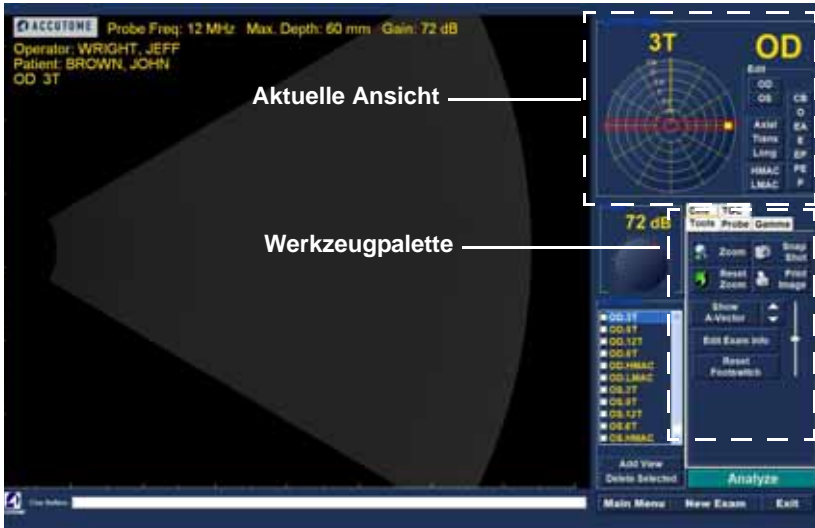 ACCUTOME Probe Freq: 12 MHz Max. Depth: 60 mm Gain: 72 dB
Operator: WRIGHT, JEFF
Patient: BROWN, JOHN
OD 3T
Aktuelle Ansicht
3T
OD
Edit
OD
OS
Axial
Trans
Long
HMAC
LMAC
CB
O
EA
E
EP
PE
P
Werkzeugpalette
72 dB
Tools Probe Gamma
Zoom
Snap Shot
Reset Zoom
Print Image
Show A-Vector
Edit Exam Info
Reset Footswitch
OD.3T
OD.9T
OD.12T
OD.6T
OD.HMAC
OD.LMAC
OS.3T
OS.9T
OS.12T
OS.6T
OS.HMAC
Add View
Delete Selected
Analyze
Main Menu New Exam Exit